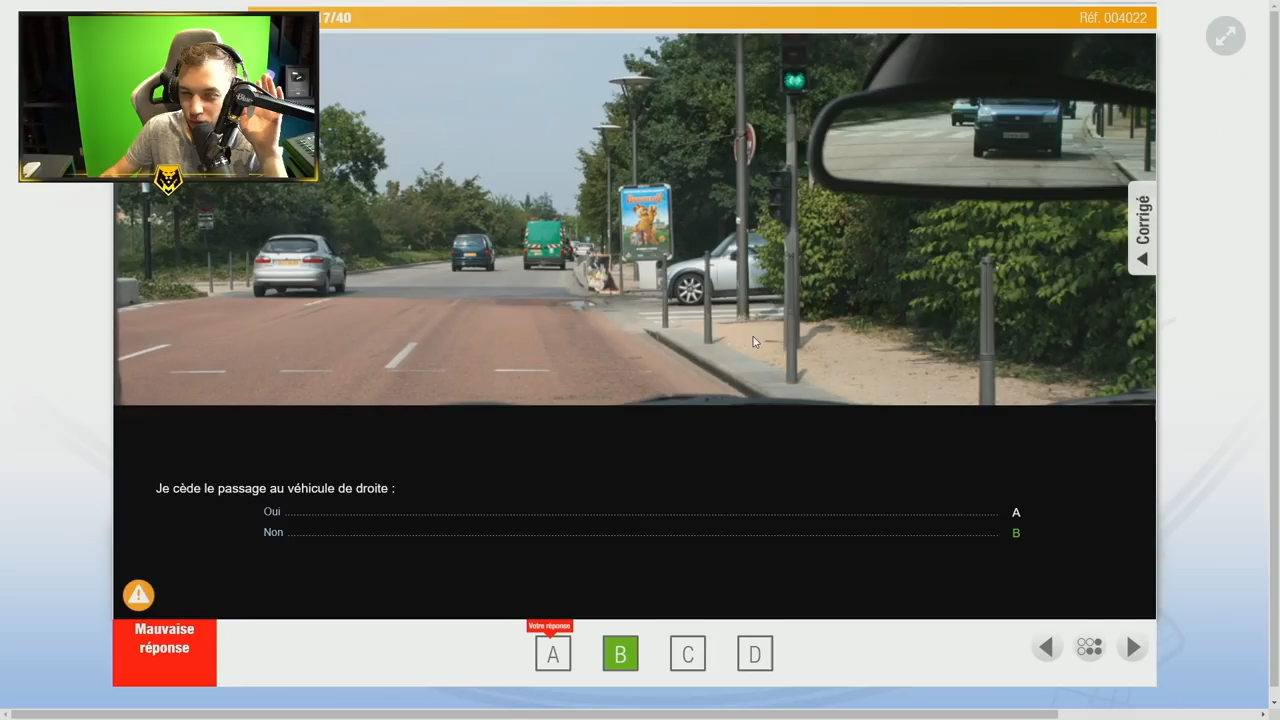 7/40
Réf. 004022
Corrigé
Je cède le passage au véhicule de droite :
Oui A
Non B
Mauvaise
réponse
Votre réponse
A B C D